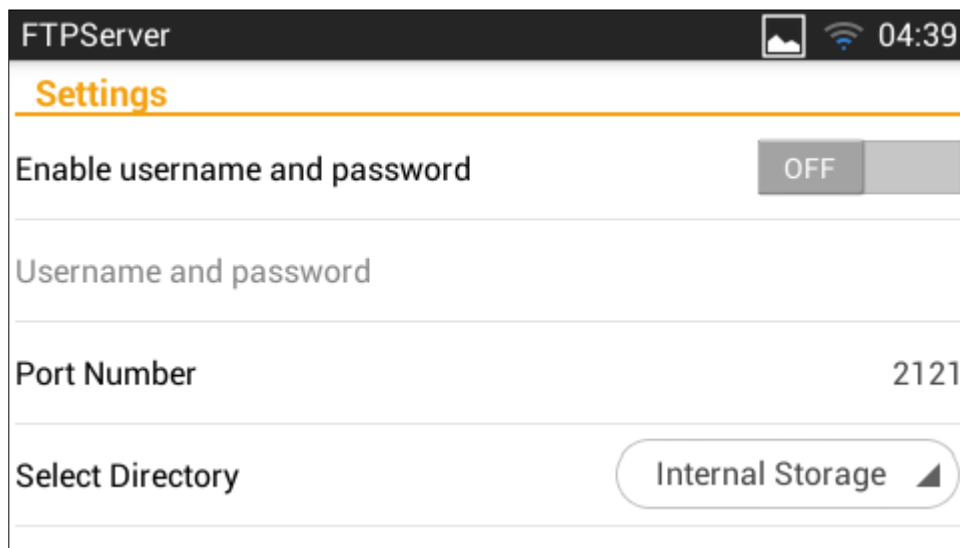 FTPServer 04:39
Settings
Enable username and password OFF
Username and password
Port Number 2121
Select Directory Internal Storage